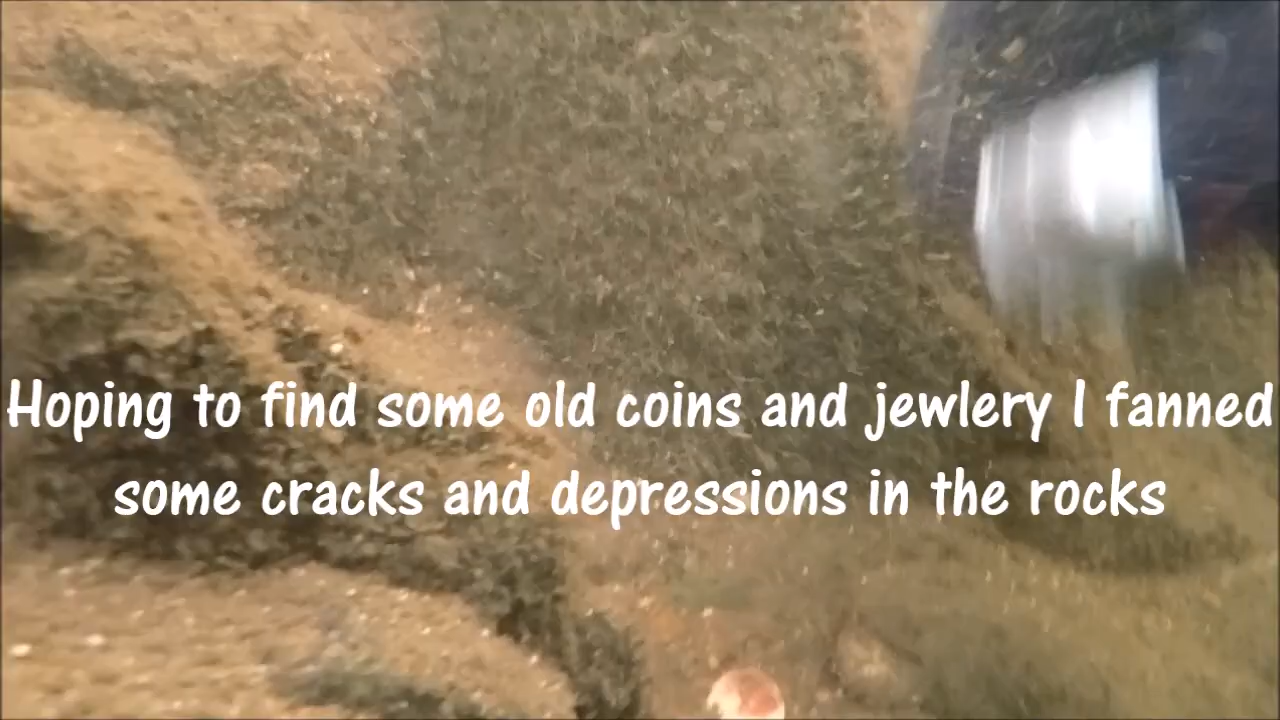 Hoping to find some old coins and jewlery I fanned
some cracks and depressions in the rocks